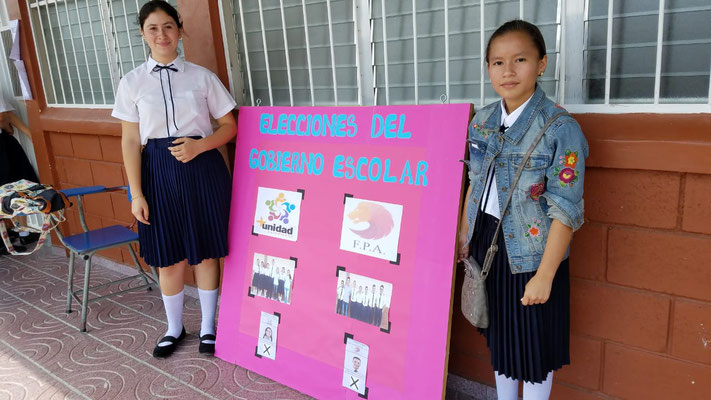 ELECCIONES DEL
GOBIERNO ESCOLAR
+unidad
F.P.A.
X
X